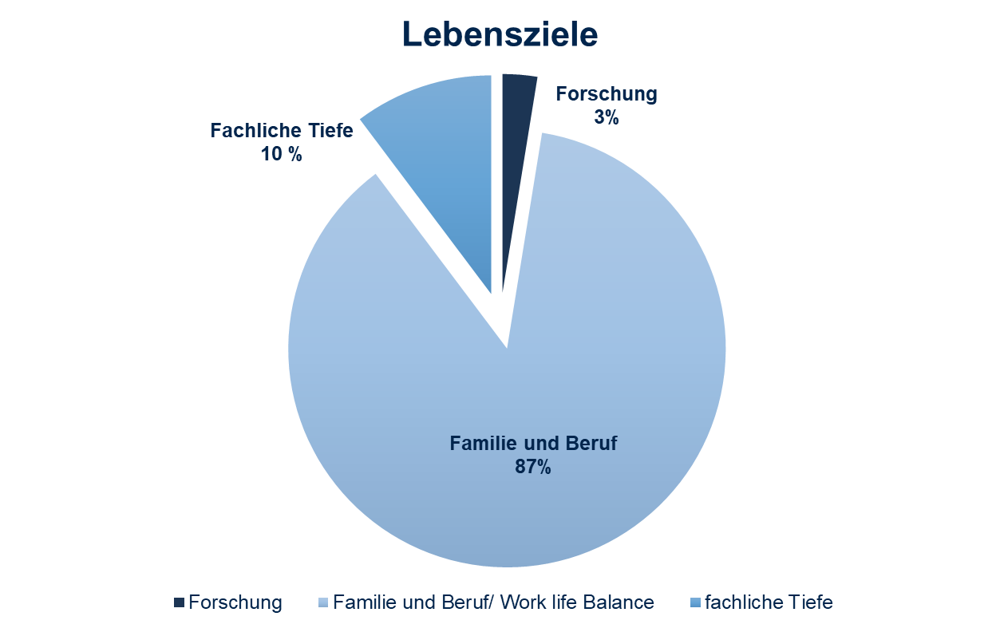 Lebensziele
Forschung
3%
Fachliche Tiefe
10 %
Familie und Beruf
87%
Forschung
Familie und Beruf/ Work life Balance
fachliche Tiefe